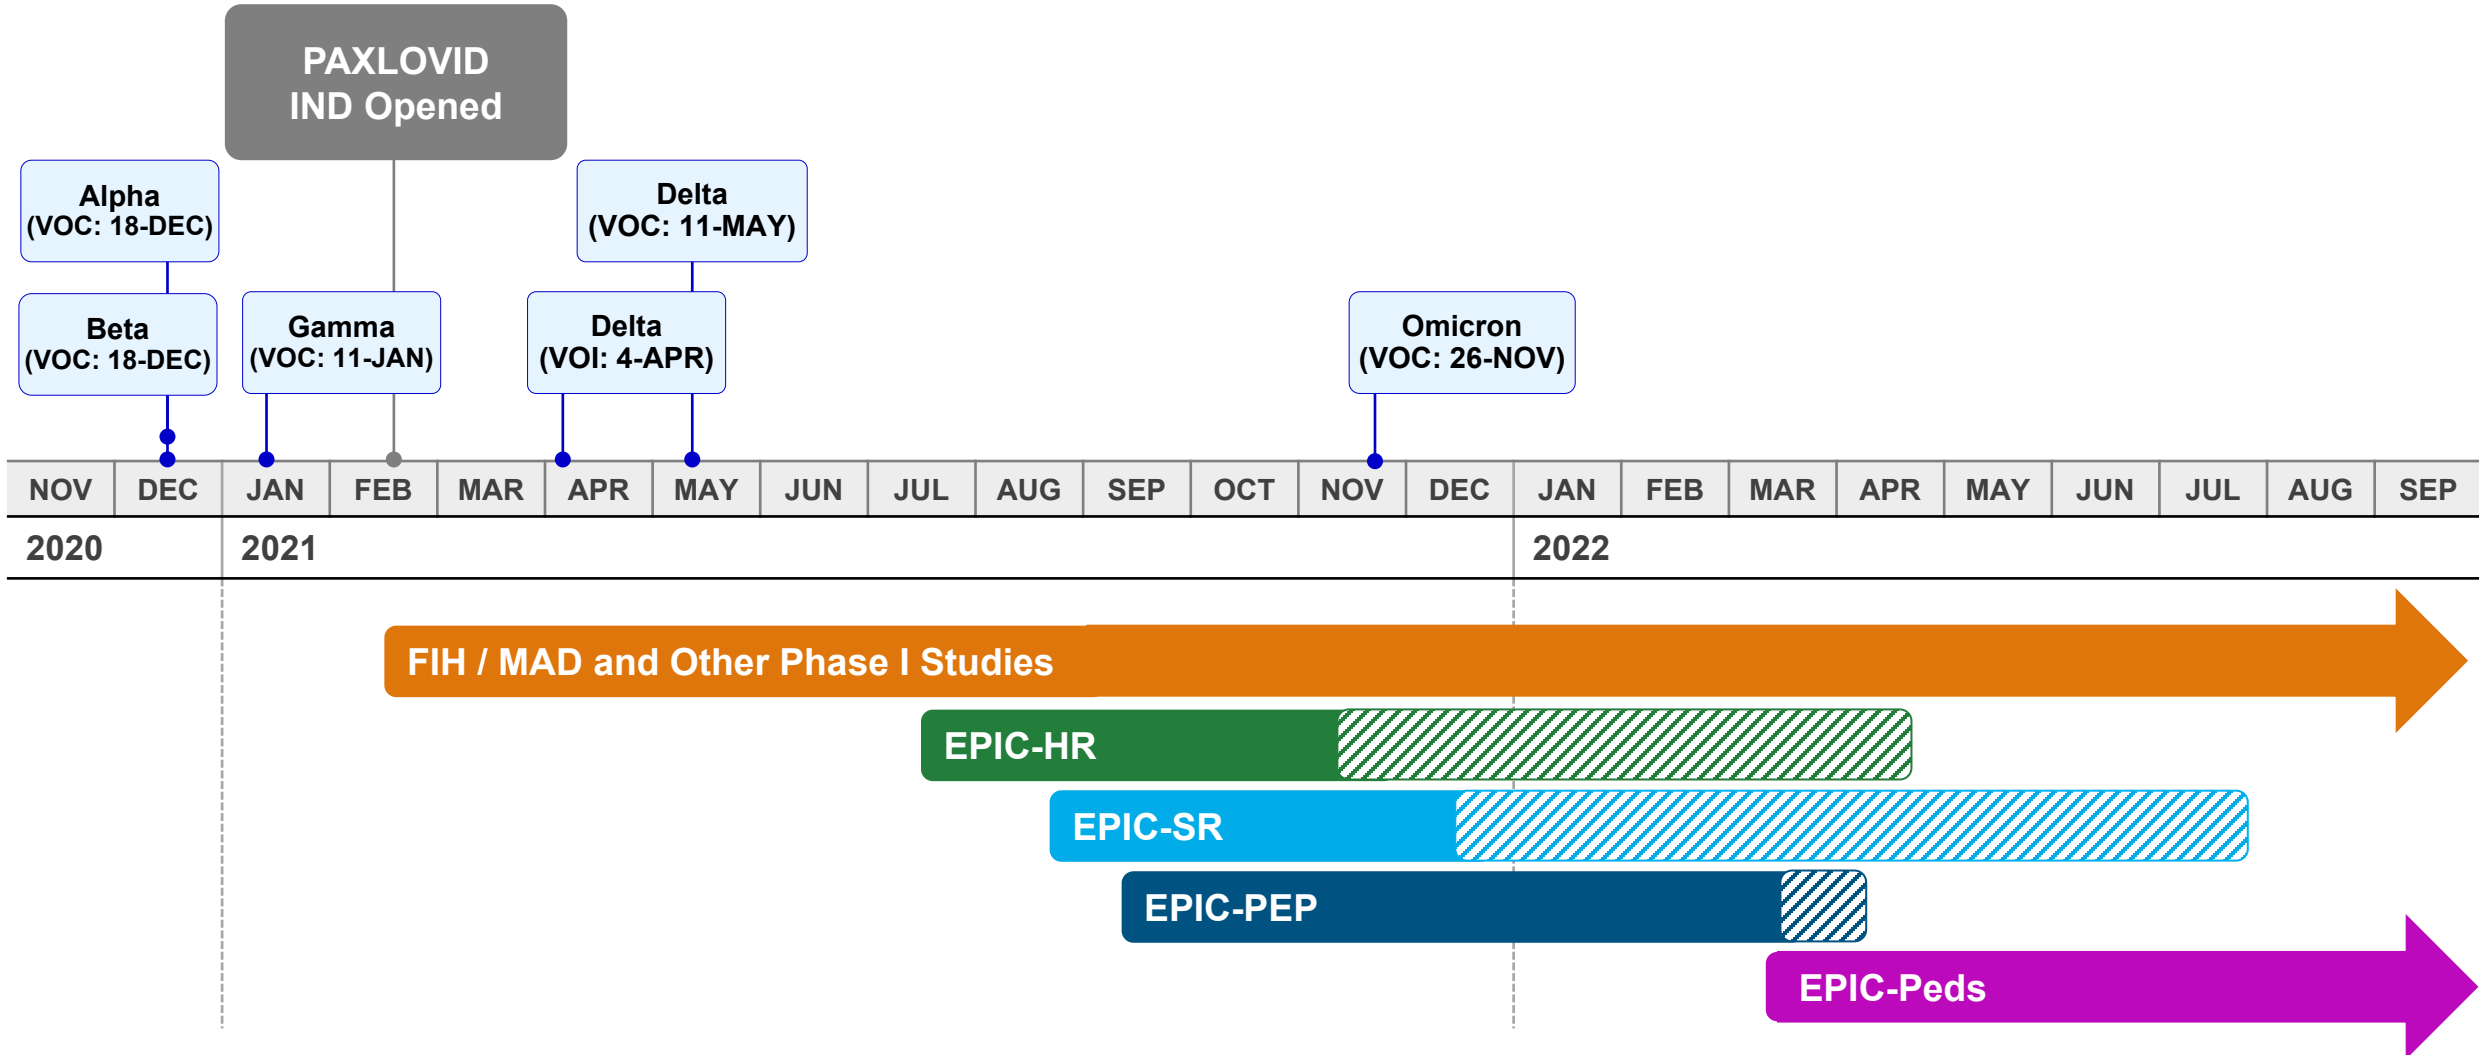 PAXLOVID
IND Opened
Alpha
(VOC: 18-DEC)
Delta
(VOC: 11-MAY)
Beta
(VOC: 18-DEC)
Gamma
(VOC: 11-JAN)
Delta
(VOI: 4-APR)
Omicron
(VOC: 26-NOV)
NOV DEC JAN FEB MAR APR MAY JUN JUL AUG SEP OCT NOV DEC JAN FEB MAR APR MAY JUN JUL AUG SEP
2020 2021 2022
FIH / MAD and Other Phase I Studies
EPIC-HR
EPIC-SR
EPIC-PEP
EPIC-Peds